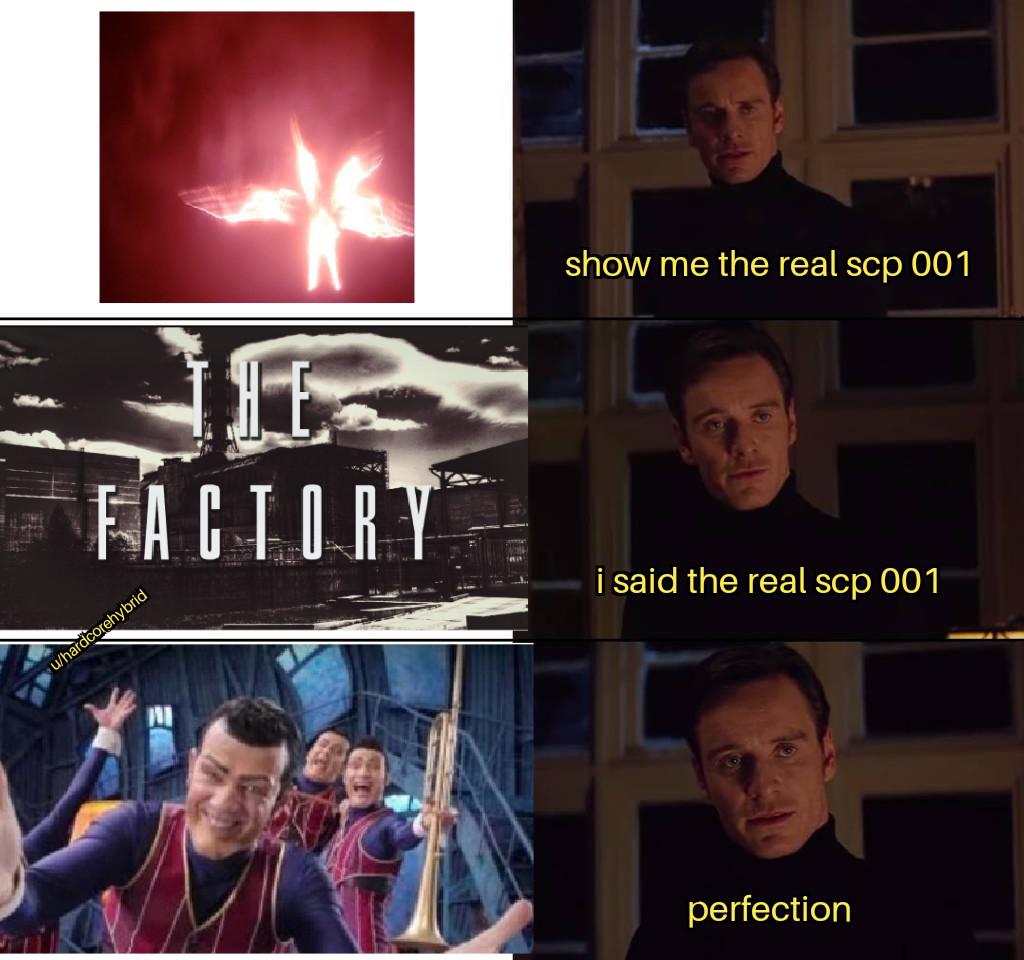 show me the real scp 001
THE
FACTORY
i said the real scp 001
u/hardcorehybrid
perfection